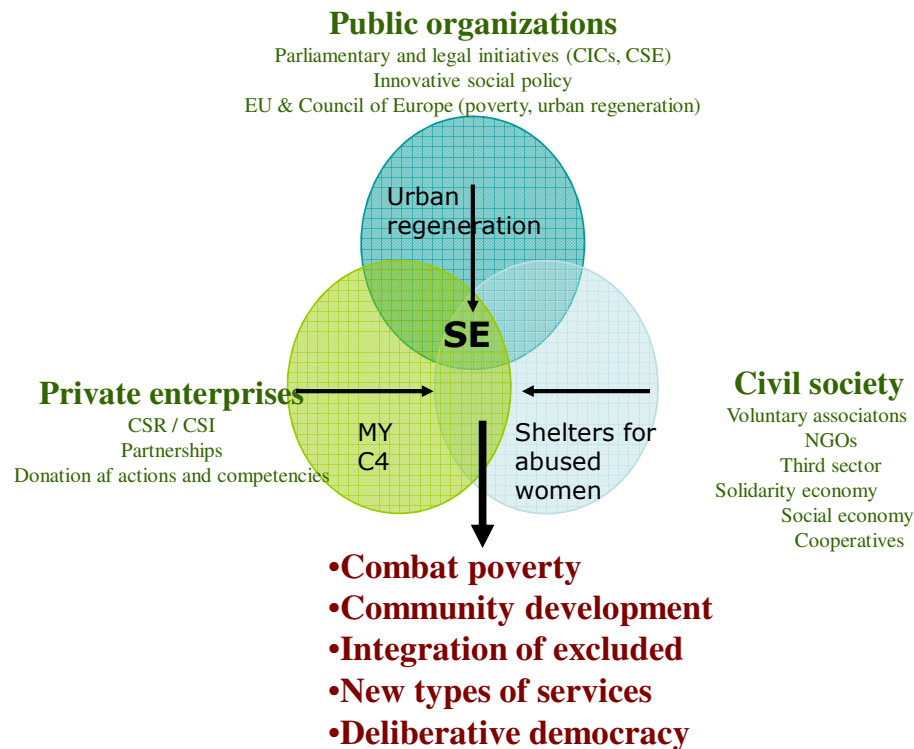 Public organizations
Parliamentary and legal initiatives (CICs, CSE)
Innovative social policy
EU & Council of Europe (poverty, urban regeneration)
Urban
regeneration
SE
Private enterprises
CSR / CSI
Partnerships
Donation af actions and competencies
MY
C4
Shelters for
abused
women
Civil society
Voluntary associatons
NGOs
Third sector
Solidarity economy
Social economy
Cooperatives
•Combat poverty
•Community development
•Integration of excluded
•New types of services
•Deliberative democracy